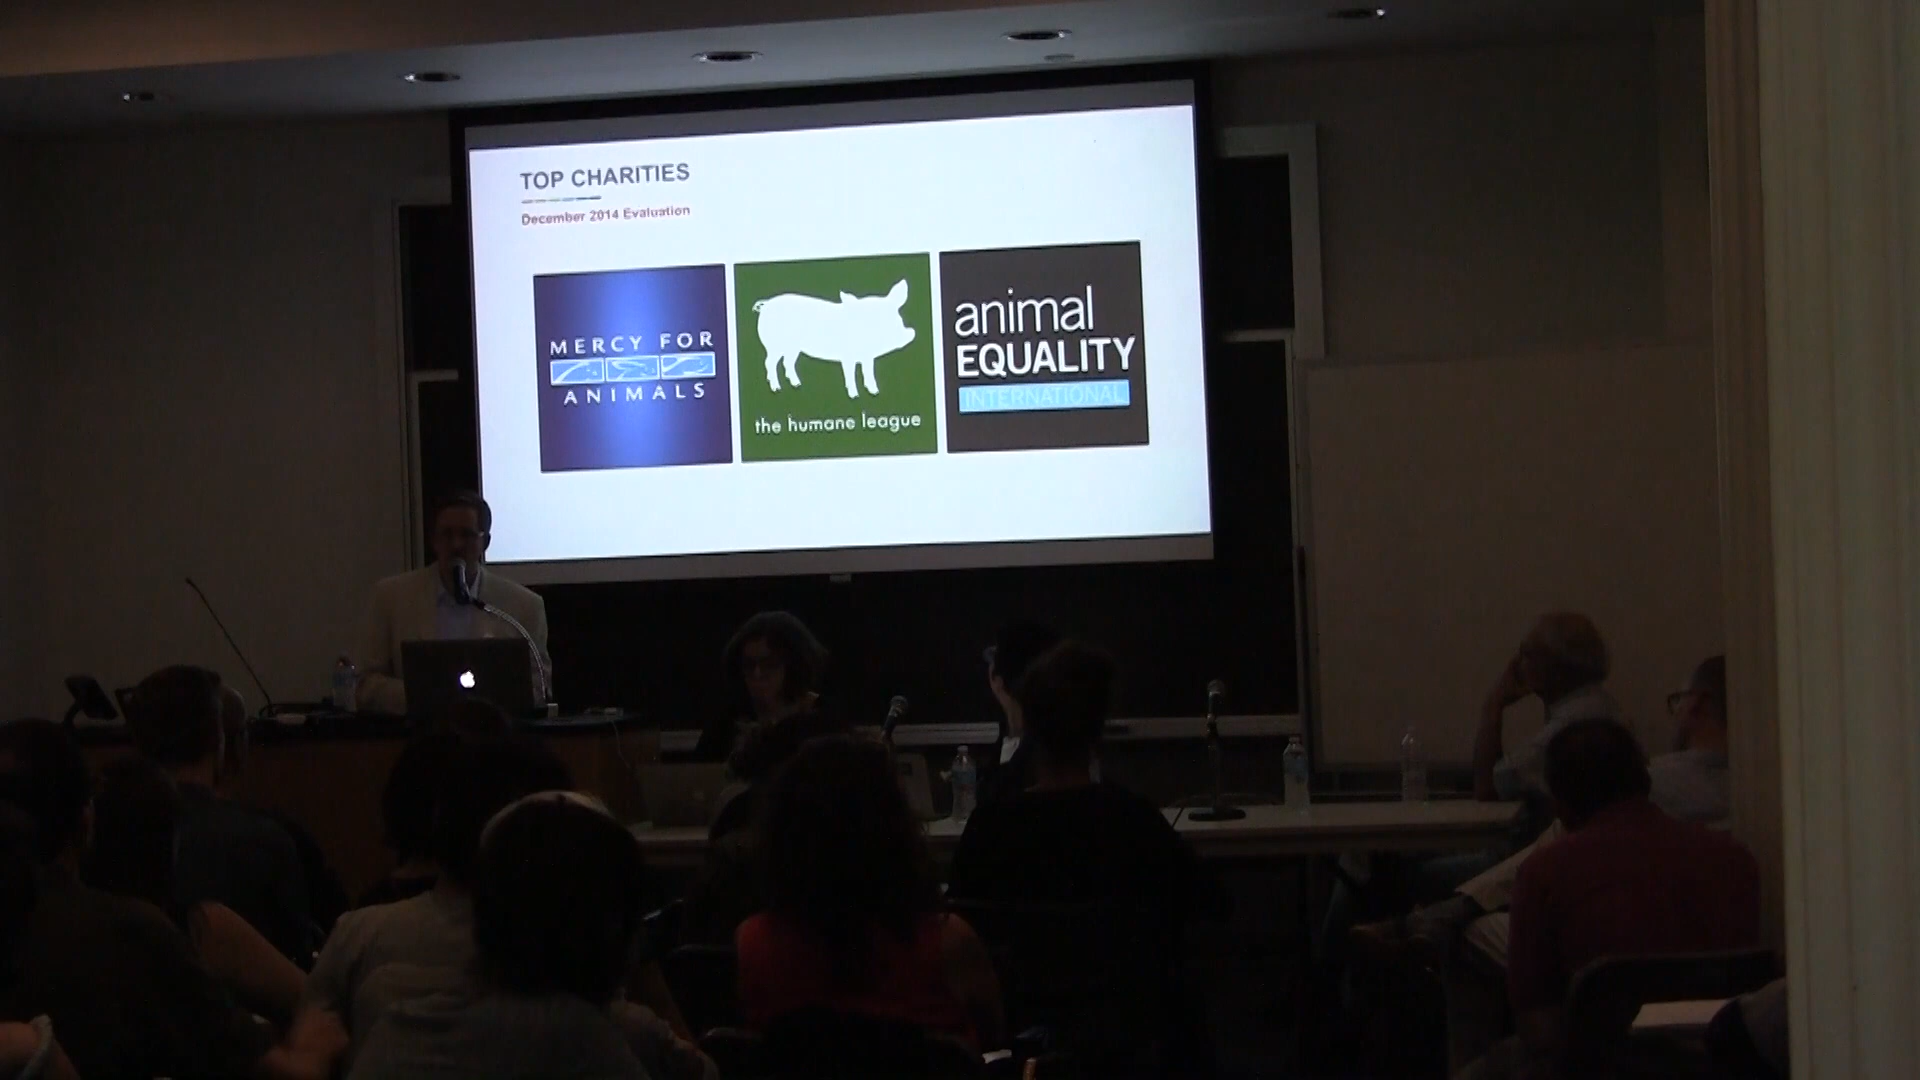 TOP CHARITIES
December 2014 Evaluation
MERCY FOR
ANIMALS
the humane league
animal
EQUALITY
INTERNATIONAL